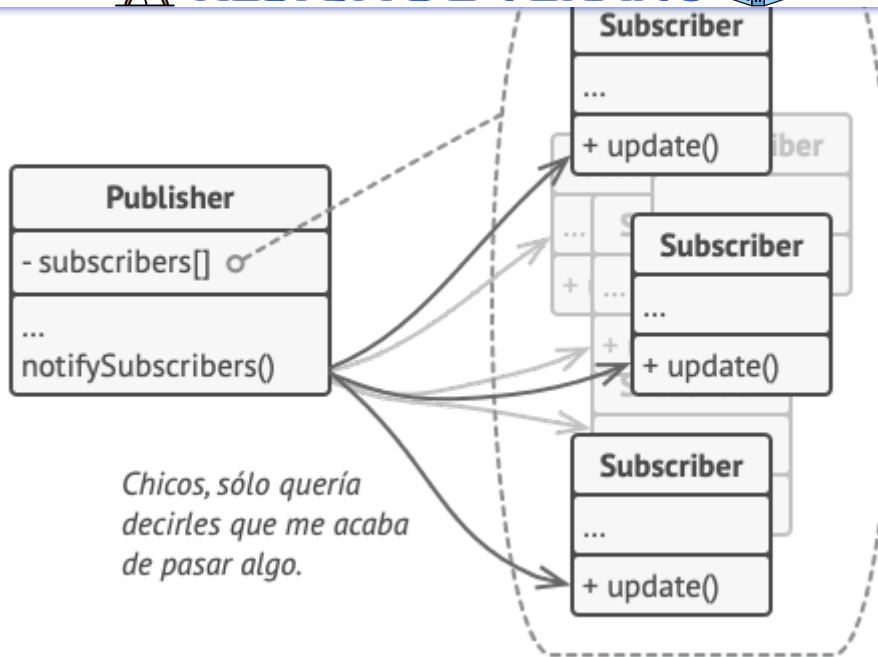 Subscriber
...
+ update()
Publisher
- subscribers[]
...
notifySubscribers()
Subscriber
...
+ update()
Chicos, sólo quería
decirles que me acaba
de pasar algo.
Subscriber
...
+ update()